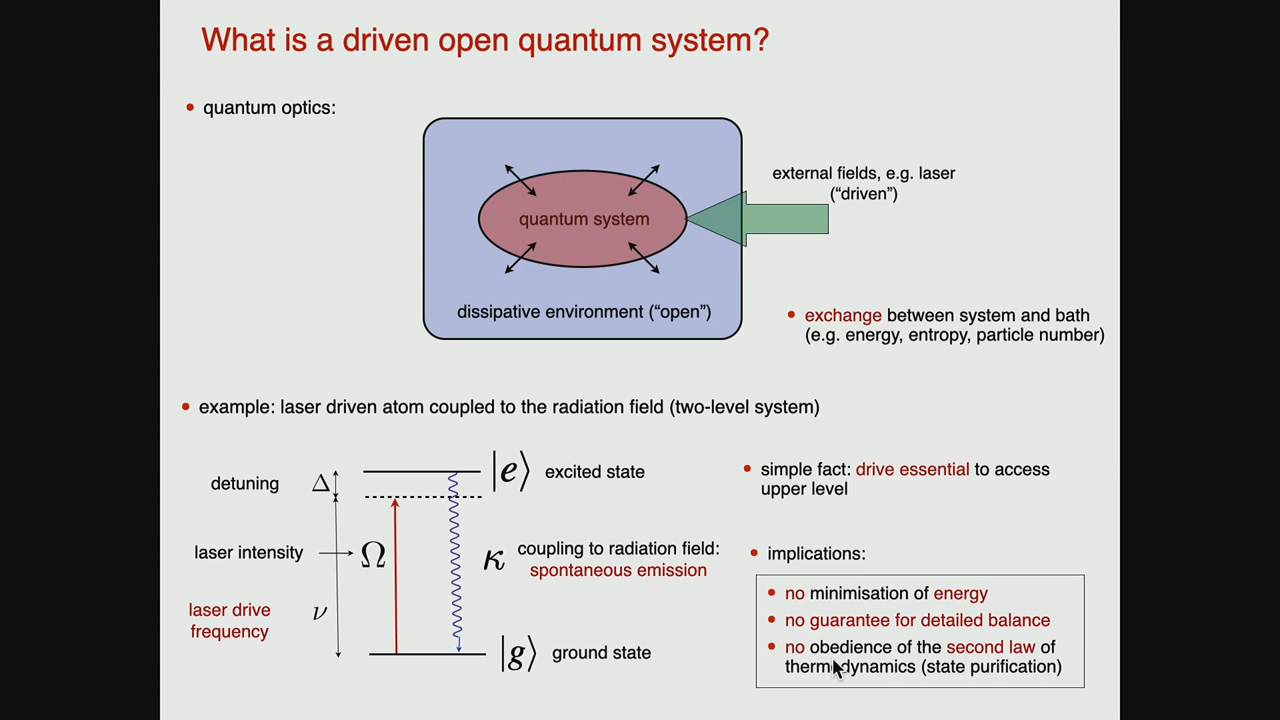 What is a driven open quantum system?
• quantum optics:
external fields, e.g. laser
(“driven”)
quantum system
dissipative environment (“open”)
• exchange between system and bath
(e.g. energy, entropy, particle number)
• example: laser driven atom coupled to the radiation field (two-level system)
detuning Δ
|e⟩ excited state
• simple fact: drive essential to access
upper level
laser intensity Ω
κ coupling to radiation field:
spontaneous emission
laser drive
frequency
ν
|g⟩ ground state
• implications:
• no minimisation of energy
• no guarantee for detailed balance
• no obedience of the second law of
thermodynamics (state purification)